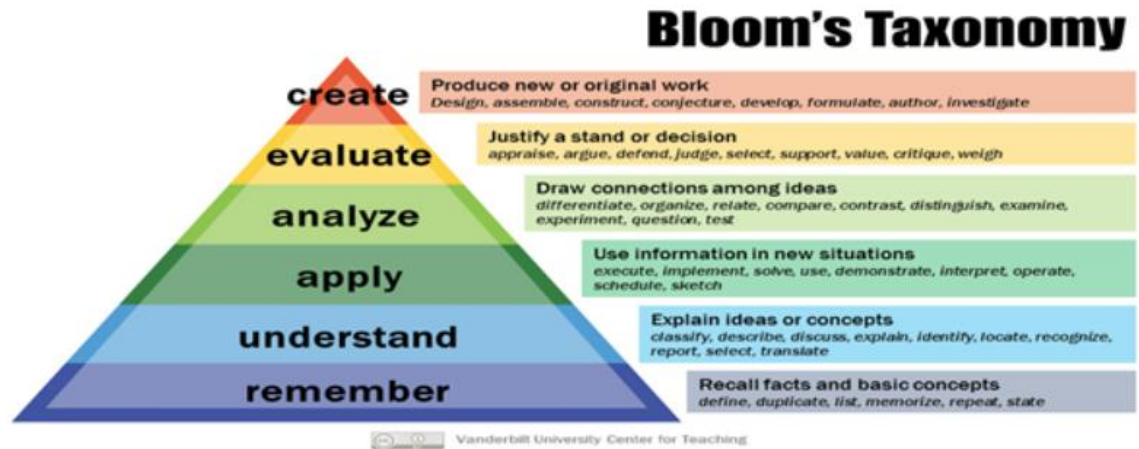 Bloom's Taxonomy
create
Produce new or original work
Design, assemble, construct, conjecture, develop, formulate, author, investigate
evaluate
Justify a stand or decision
appraise, argue, defend, judge, select, support, value, critique, weigh
analyze
Draw connections among ideas
differentiate, organize, relate, compare, contrast, distinguish, examine,
experiment, question, test
apply
Use information in new situations
execute, implement, solve, use, demonstrate, interpret, operate,
schedule, sketch
understand
Explain ideas or concepts
classify, describe, discuss, explain, identify, locate, recognize,
report, select, translate
remember
Recall facts and basic concepts
define, duplicate, list, memorize, repeat, state
Vanderbilt University Center for Teaching